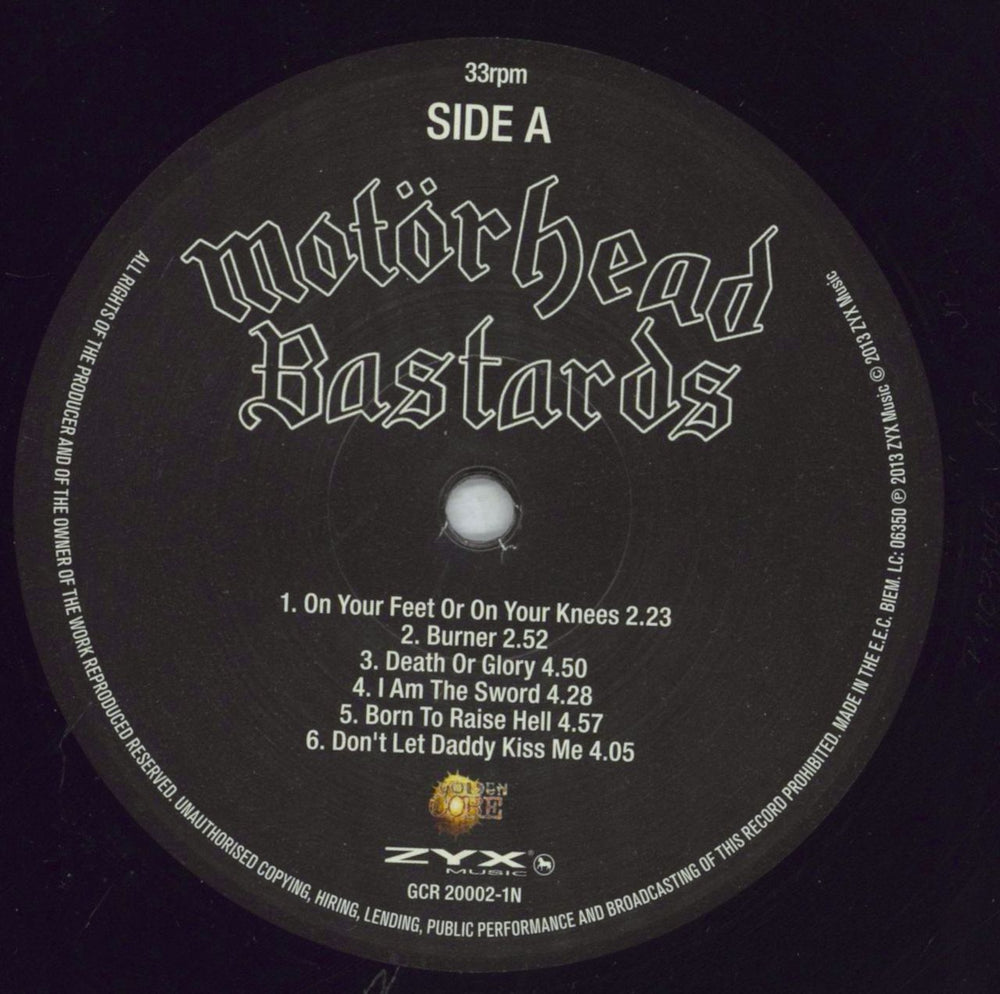 33rpm
SIDE A
motörhead
Bastards
1. On Your Feet Or On Your Knees 2.23
2. Burner 2.52
3. Death Or Glory 4.50
4. I Am The Sword 4.28
5. Born To Raise Hell 4.57
6. Don't Let Daddy Kiss Me 4.05
GOLDEN
CORE
ZYX®
MUSIC
GCR 20002-1N
ALL RIGHTS OF THE PRODUCER AND OF THE OWNER OF THE WORK REPRODUCED RESERVED. UNAUTHORISED COPYING, HIRING, LENDING, PUBLIC PERFORMANCE AND BROADCASTING OF THIS RECORD PROHIBITED. MADE IN THE E.E.C. BIEM. LC: 06350 ℗ 2013 ZYX Music © 2013 ZYX Music